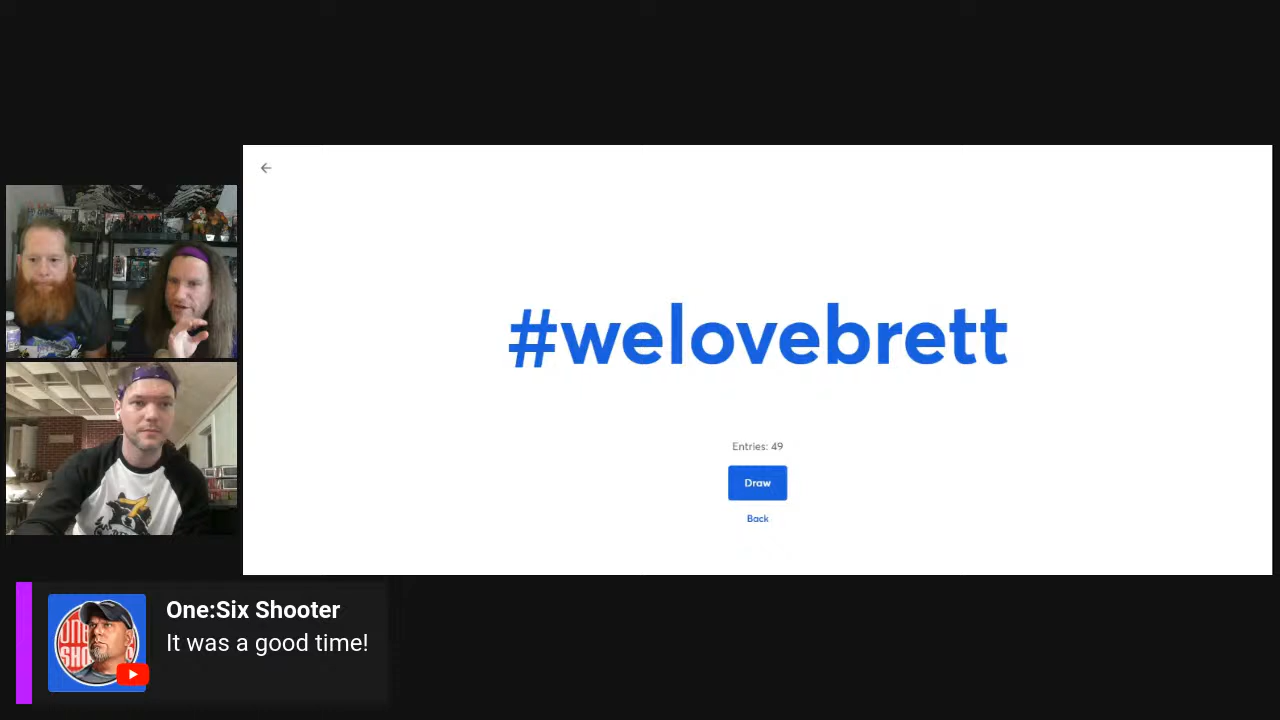 #welovebrett
Entries: 49
Draw
Back
One:Six Shooter
It was a good time!